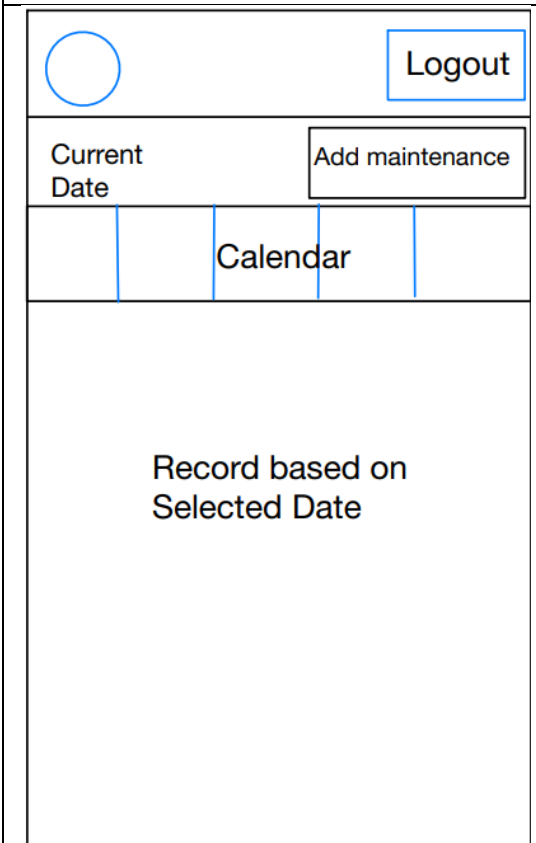 Logout
Current
Date
Add maintenance
Calendar
Record based on
Selected Date